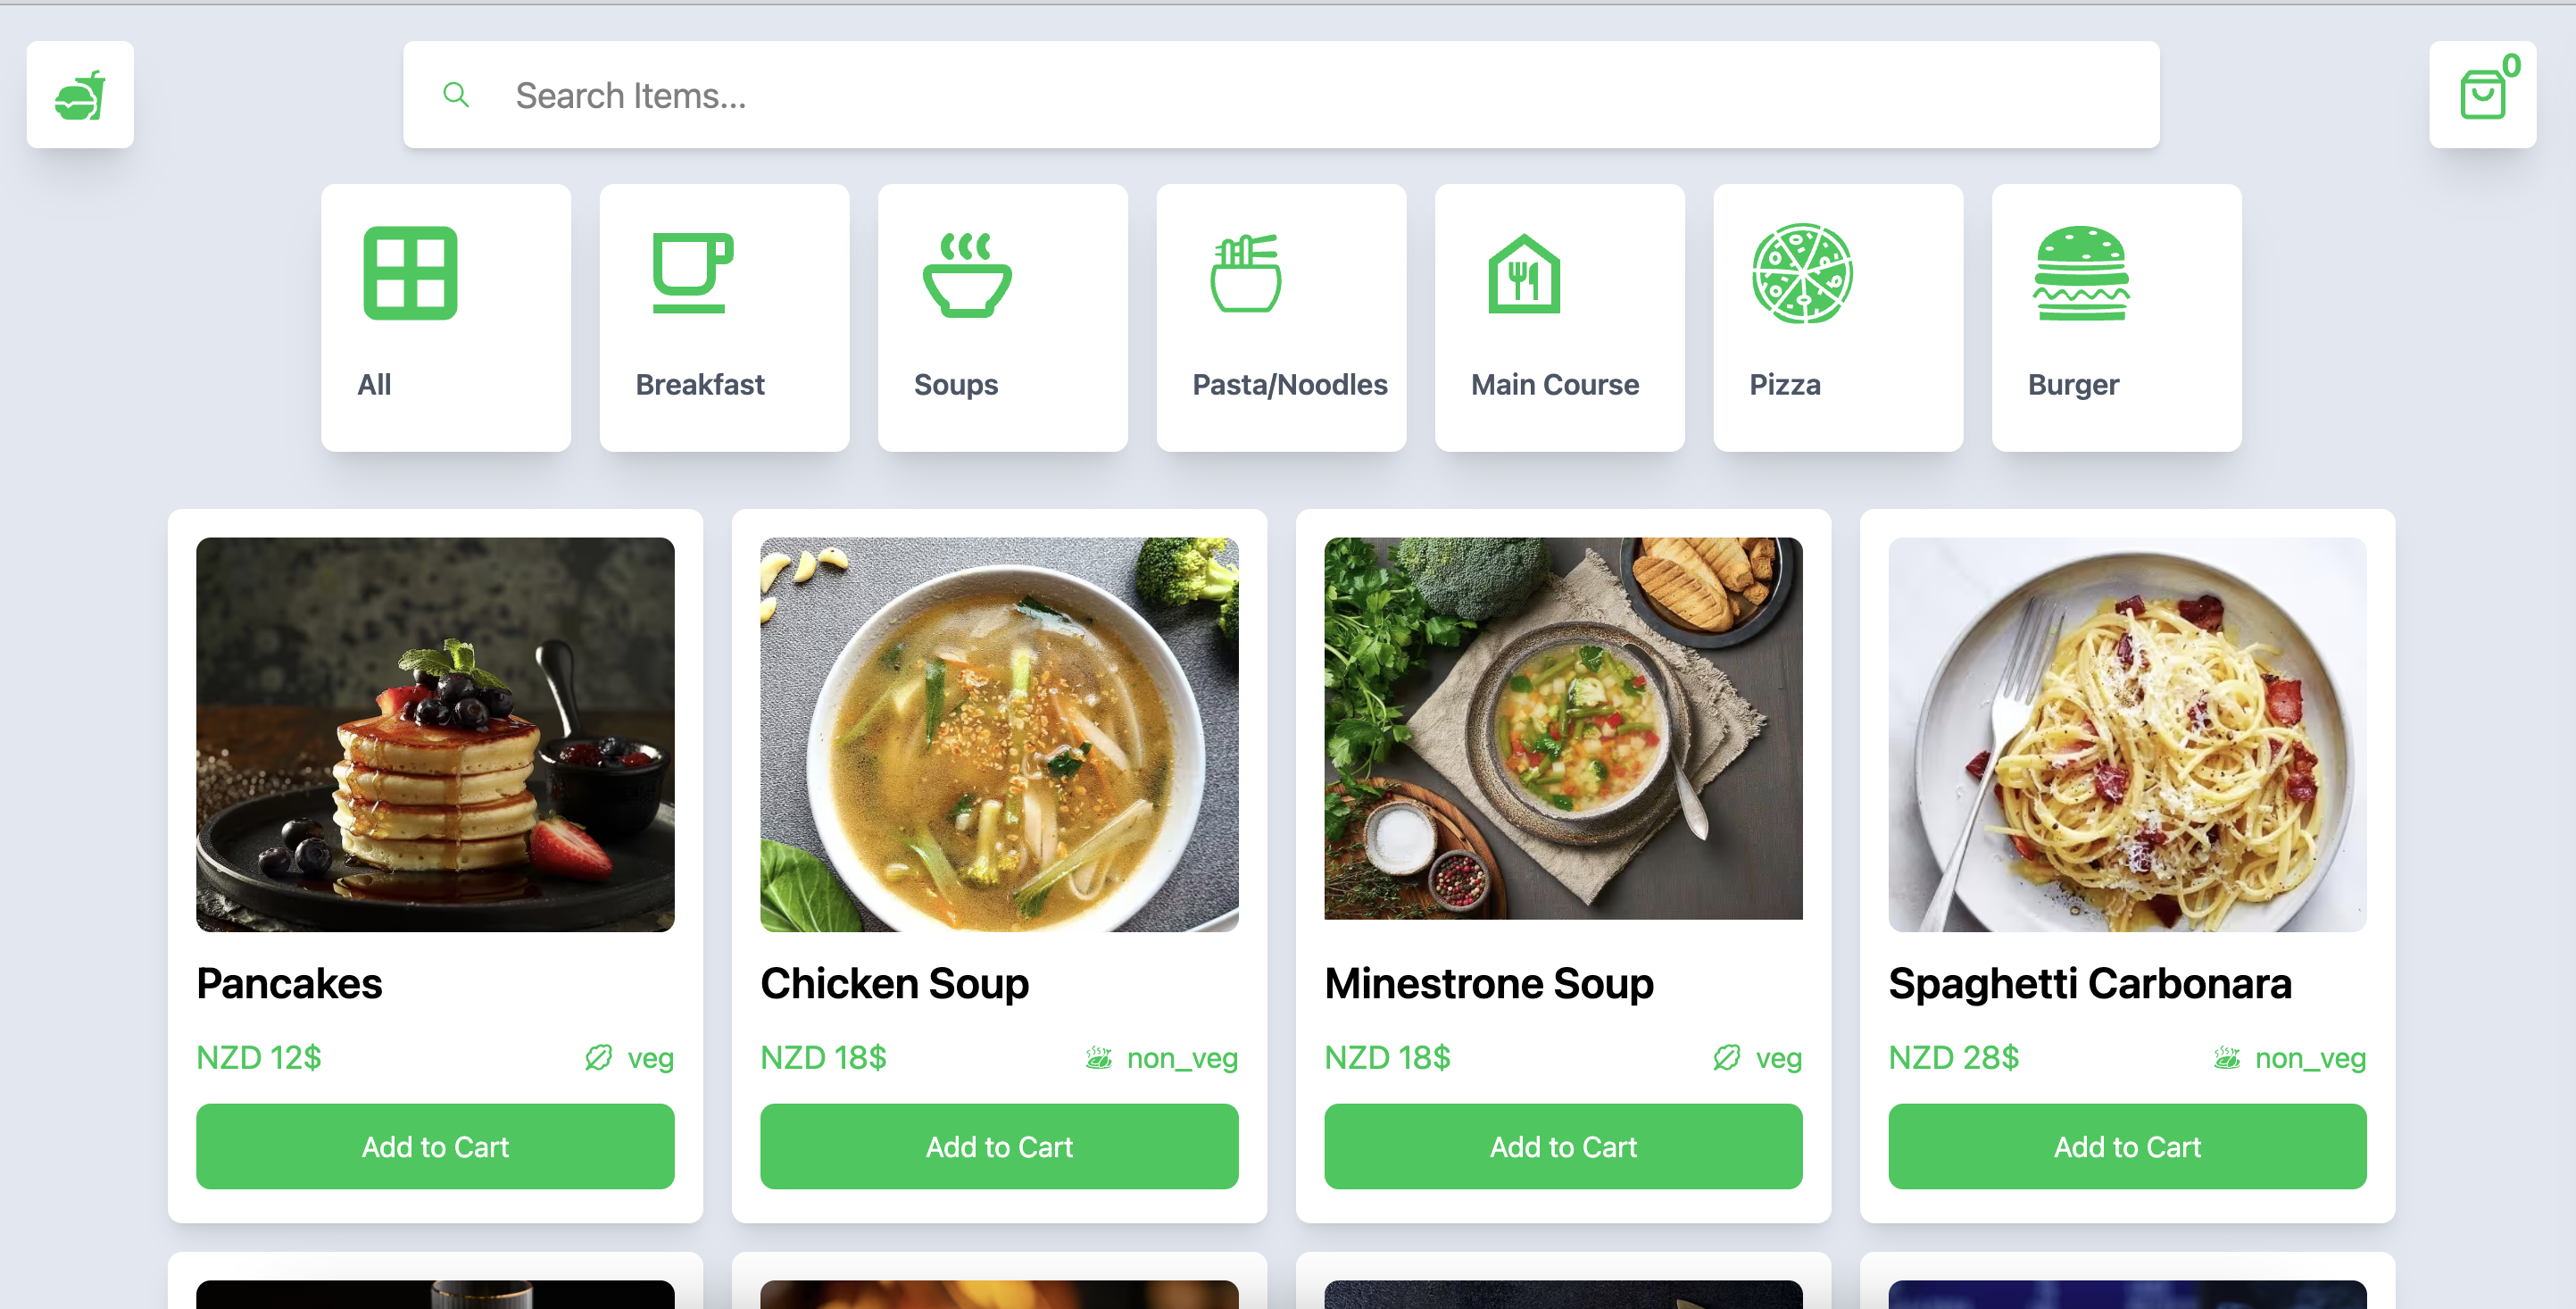 Search Items...
0
All
Breakfast
Soups
Pasta/Noodles
Main Course
Pizza
Burger
Pancakes
NZD 12$
veg
Add to Cart
Chicken Soup
NZD 18$
non_veg
Add to Cart
Minestrone Soup
NZD 18$
veg
Add to Cart
Spaghetti Carbonara
NZD 28$
non_veg
Add to Cart